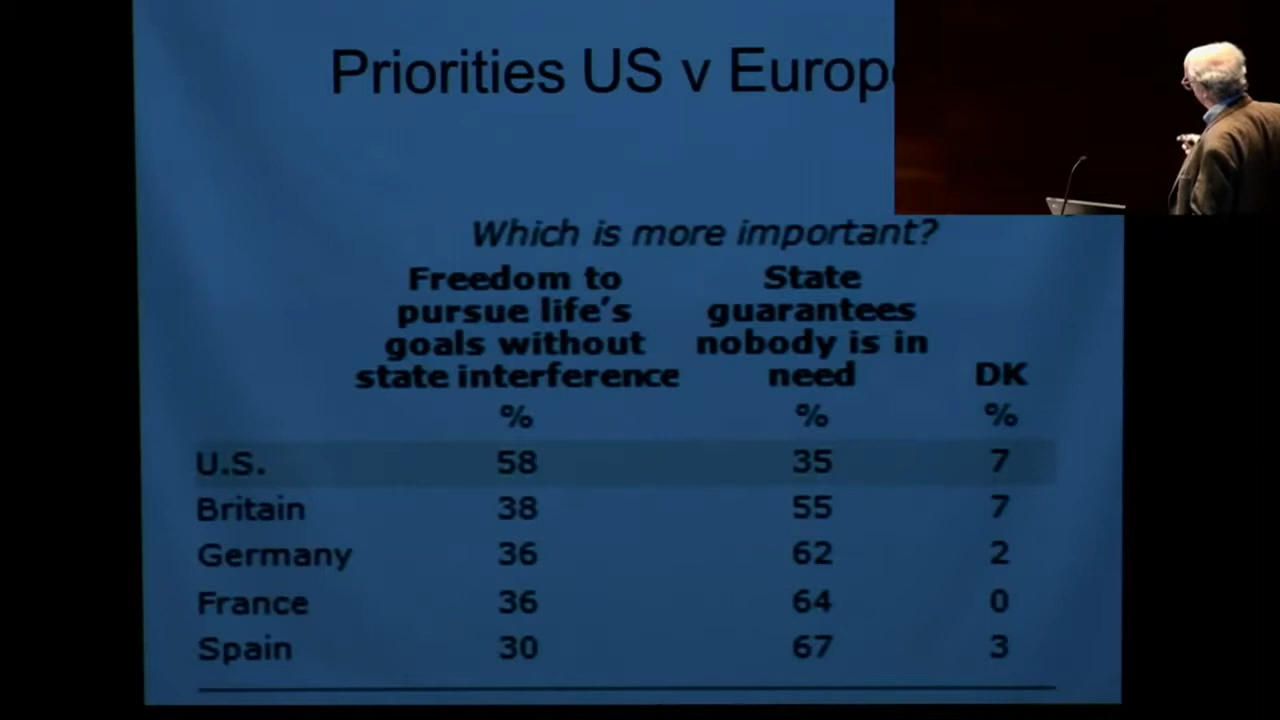 Priorities US v Europ
Which is more important?
Freedom to pursue life's goals without state interference State guarantees nobody is in need DK
% % %
U.S. 58 35 7
Britain 38 55 7
Germany 36 62 2
France 36 64 0
Spain 30 67 3